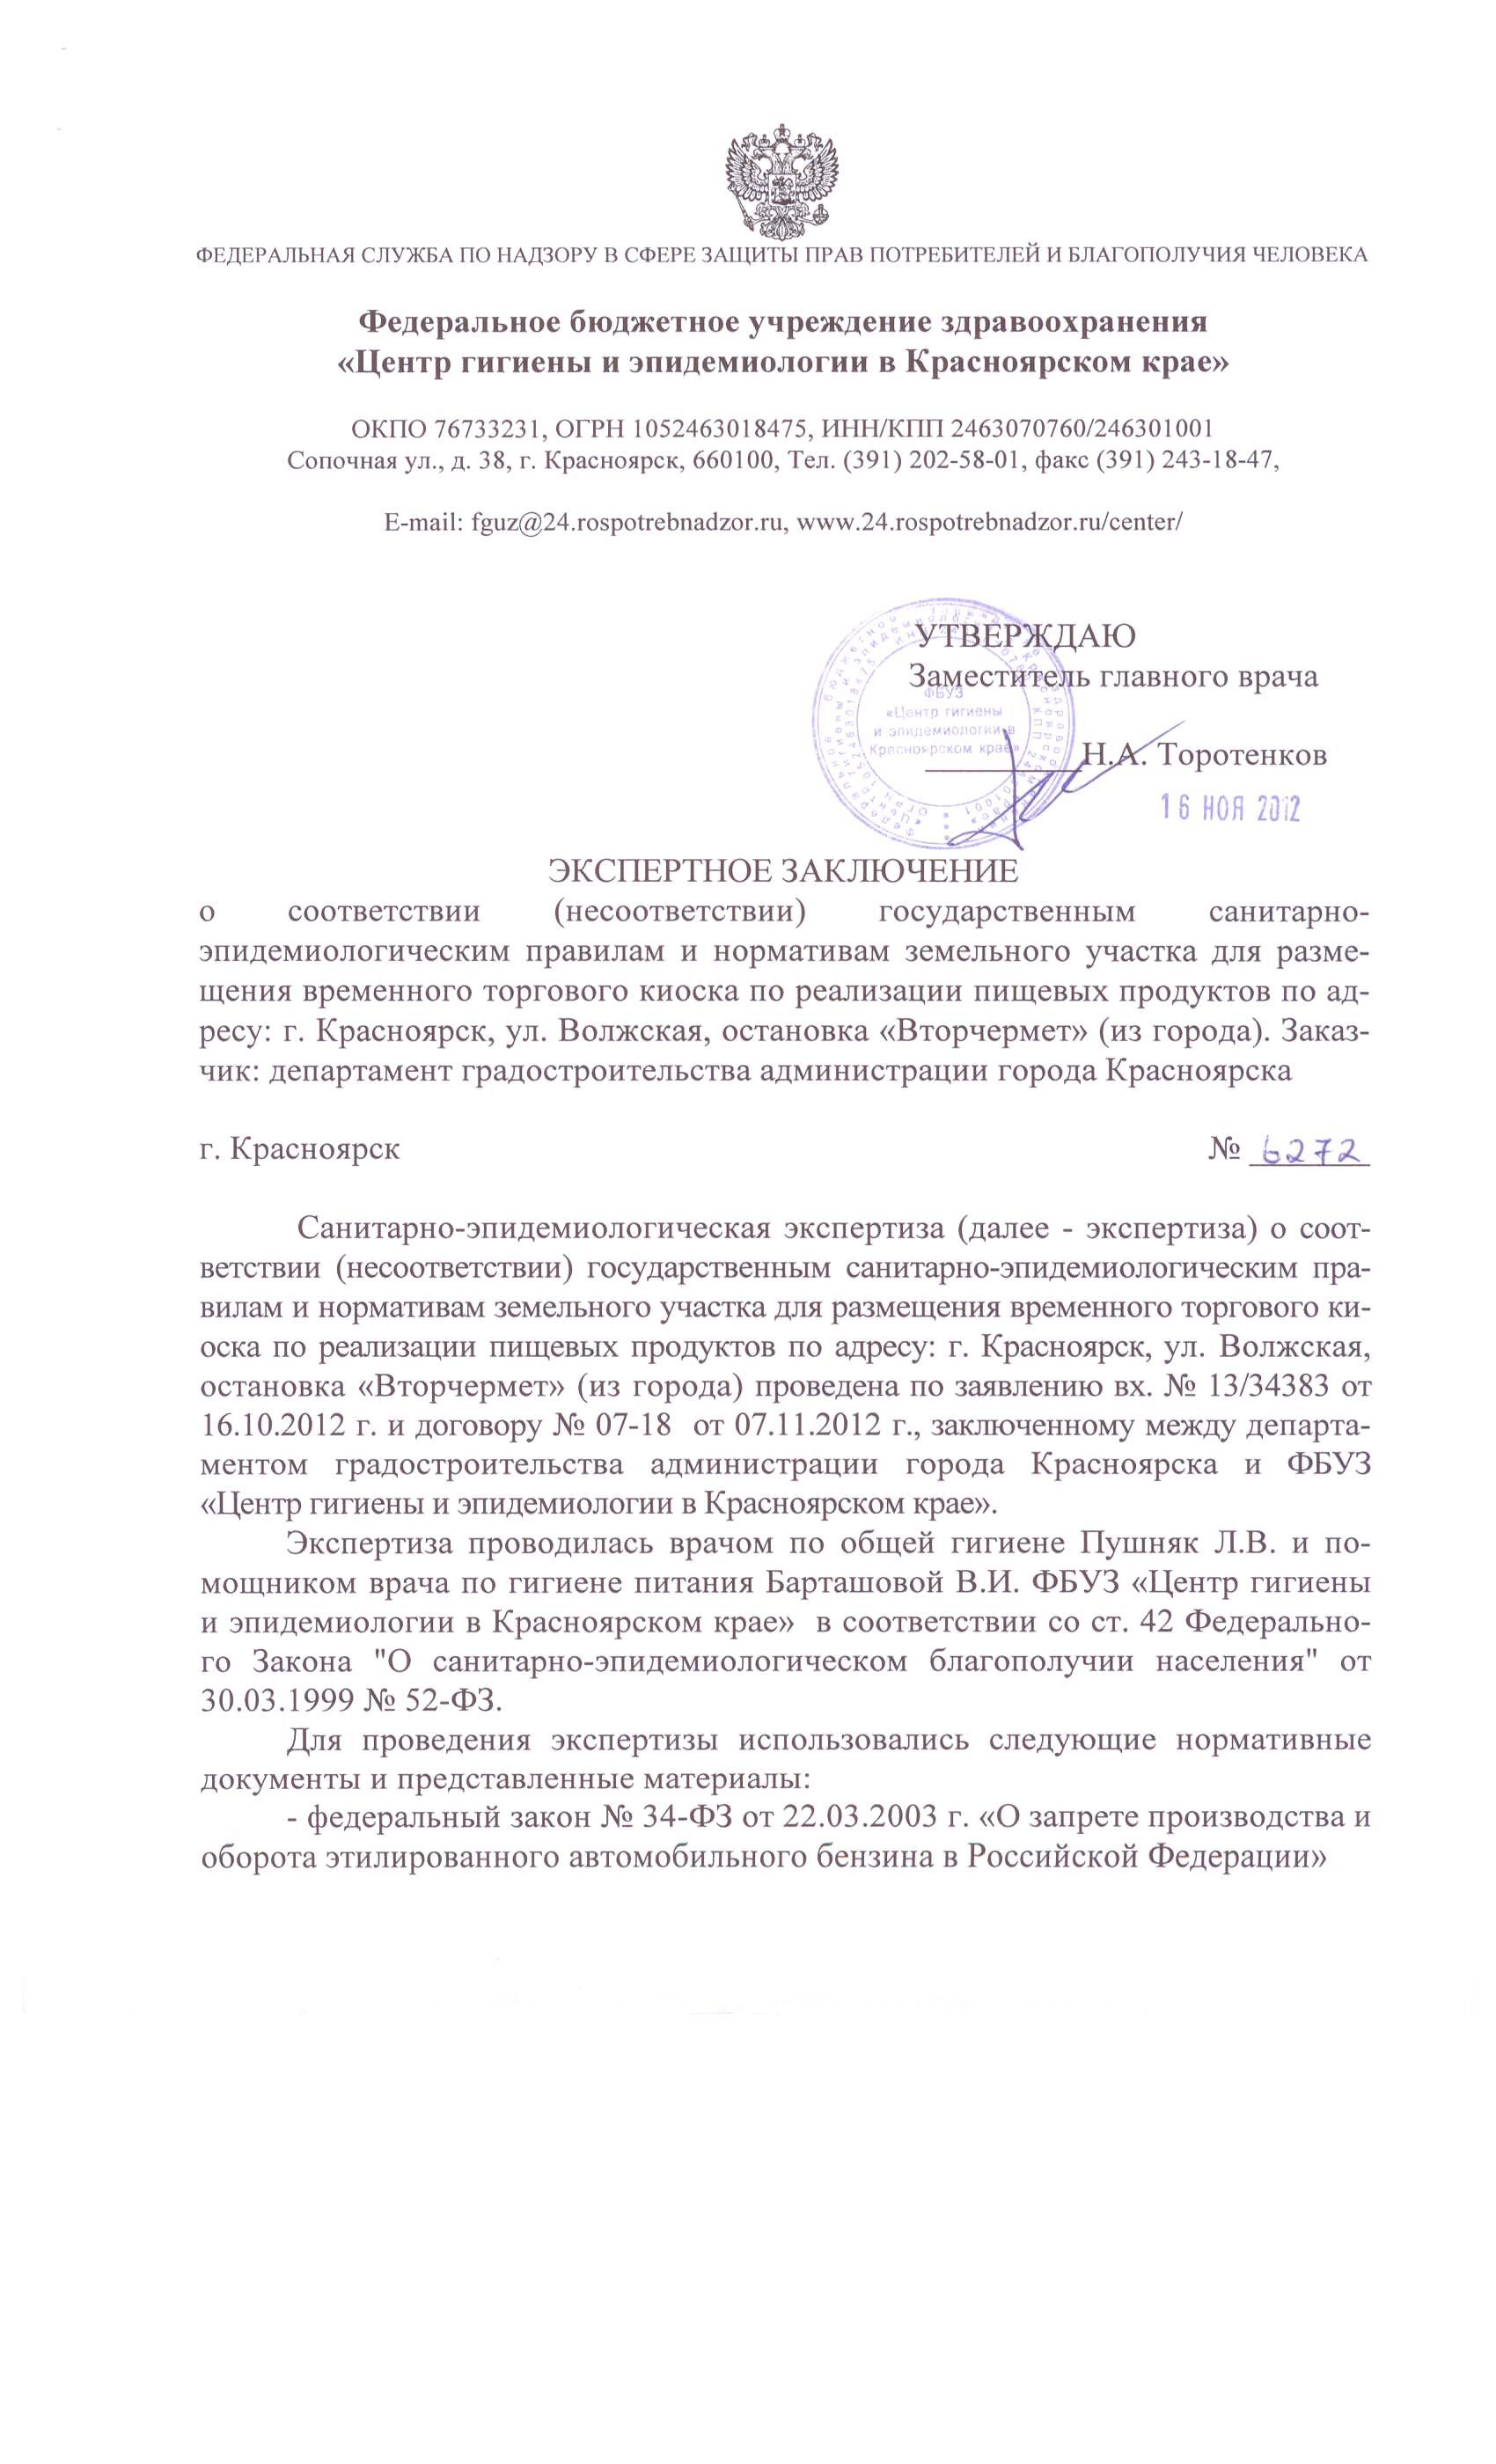 ФЕДЕРАЛЬНАЯ СЛУЖБА ПО НАДЗОРУ В СФЕРЕ ЗАЩИТЫ ПРАВ ПОТРЕБИТЕЛЕЙ И БЛАГОПОЛУЧИЯ ЧЕЛОВЕКА
Федеральное бюджетное учреждение здравоохранения
«Центр гигиены и эпидемиологии в Красноярском крае»
ОКПО 76733231, ОГРН 1052463018475, ИНН/КПП 2463070760/246301001
Сопочная ул., д. 38, г. Красноярск, 660100, Тел. (391) 202-58-01, факс (391) 243-18-47,
E-mail: fguz@24.rospotrebnadzor.ru, www.24.rospotrebnadzor.ru/center/
УТВЕРЖДАЮ
Заместитель главного врача
ФБУЗ
«Центр гигиены
и эпидемиологии в
Красноярском крае»
Н.А. Торотенков
16 НОЯ 2012
ЭКСПЕРТНОЕ ЗАКЛЮЧЕНИЕ
о соответствии (несоответствии) государственным санитарно-
эпидемиологическим правилам и нормативам земельного участка для разме-
щения временного торгового киоска по реализации пищевых продуктов по ад-
ресу: г. Красноярск, ул. Волжская, остановка «Вторчермет» (из города). Заказ-
чик: департамент градостроительства администрации города Красноярска
г. Красноярск № 6272
Санитарно-эпидемиологическая экспертиза (далее - экспертиза) о соот-
ветствии (несоответствии) государственным санитарно-эпидемиологическим пра-
вилам и нормативам земельного участка для размещения временного торгового ки-
оска по реализации пищевых продуктов по адресу: г. Красноярск, ул. Волжская,
остановка «Вторчермет» (из города) проведена по заявлению вх. № 13/34383 от
16.10.2012 г. и договору № 07-18 от 07.11.2012 г., заключенному между департа-
ментом градостроительства администрации города Красноярска и ФБУЗ
«Центр гигиены и эпидемиологии в Красноярском крае».
Экспертиза проводилась врачом по общей гигиене Пушняк Л.В. и по-
мощником врача по гигиене питания Барташовой В.И. ФБУЗ «Центр гигиены
и эпидемиологии в Красноярском крае» в соответствии со ст. 42 Федерально-
го Закона "О санитарно-эпидемиологическом благополучии населения" от
30.03.1999 № 52-ФЗ.
Для проведения экспертизы использовались следующие нормативные
документы и представленные материалы:
- федеральный закон № 34-ФЗ от 22.03.2003 г. «О запрете производства и
оборота этилированного автомобильного бензина в Российской Федерации»